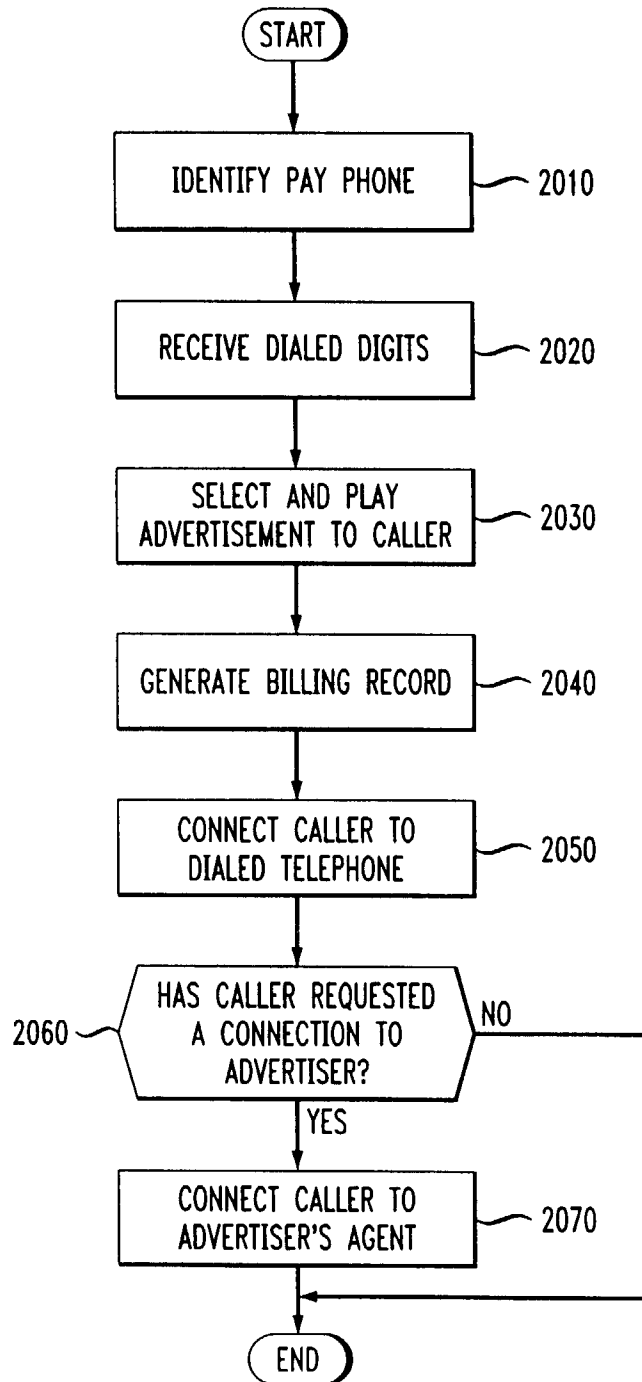 START
IDENTIFY PAY PHONE
2010
RECEIVE DIALED DIGITS
2020
SELECT AND PLAY
ADVERTISEMENT TO CALLER
2030
GENERATE BILLING RECORD
2040
CONNECT CALLER TO
DIALED TELEPHONE
2050
HAS CALLER REQUESTED
A CONNECTION TO
ADVERTISER?
2060
NO
YES
CONNECT CALLER TO
ADVERTISER'S AGENT
2070
END